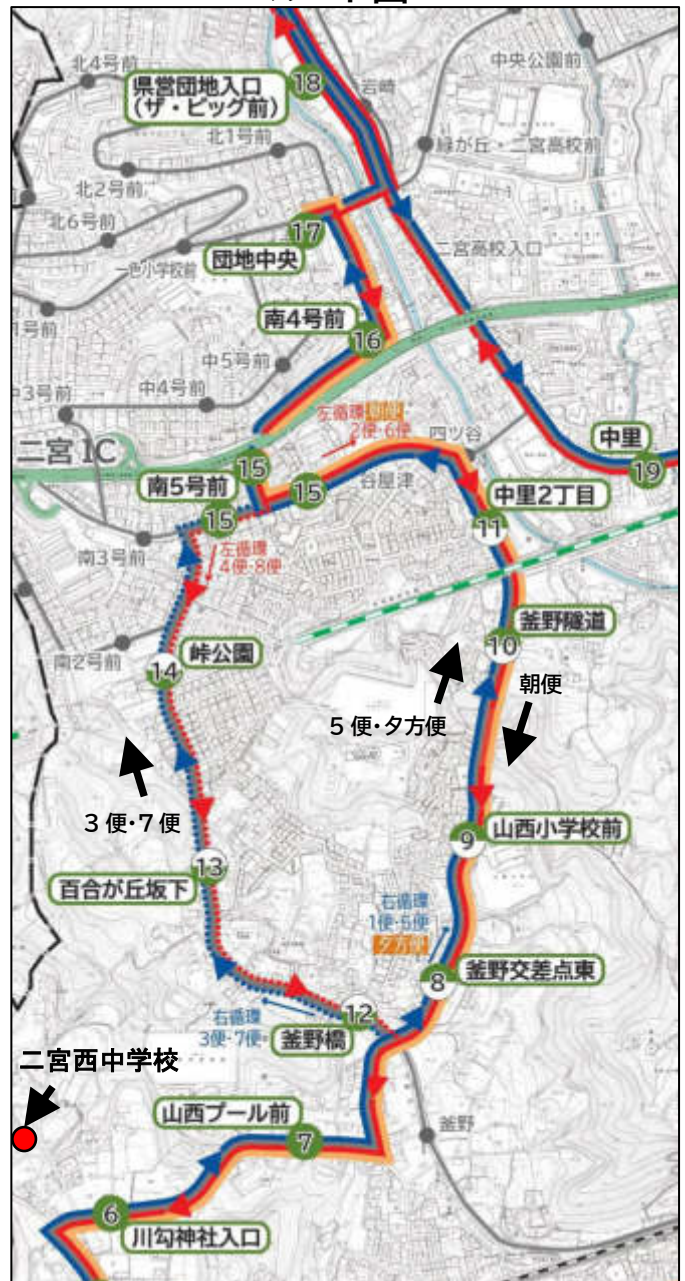 北4号前
中央公園前
県営団地入口
(ザ・ビッグ前)
18
岩崎
北1号前
緑が丘・二宮高校前
北2号前
北6号前
17
団地中央
一色小学校前
二宮高校入口
南4号前
16
1号前
中5号前
中4号前
中3号前
左循環 朝便
2便・6便
四ツ谷
中里
19
二宮IC
南5号前
15
15
15
谷屋津
中里2丁目
11
南3号前
左循環
4便・8便
釜野隧道
10
南2号前
峠公園
14
朝便
5便・夕方便
3便・7便
山西小学校前
9
13
百合が丘坂下
右循環
1便・5便
夕方便
釜野交差点東
8
12
右循環
3便・7便
釜野橋
二宮西中学校
山西プール前
7
釜野
6
川勾神社入口